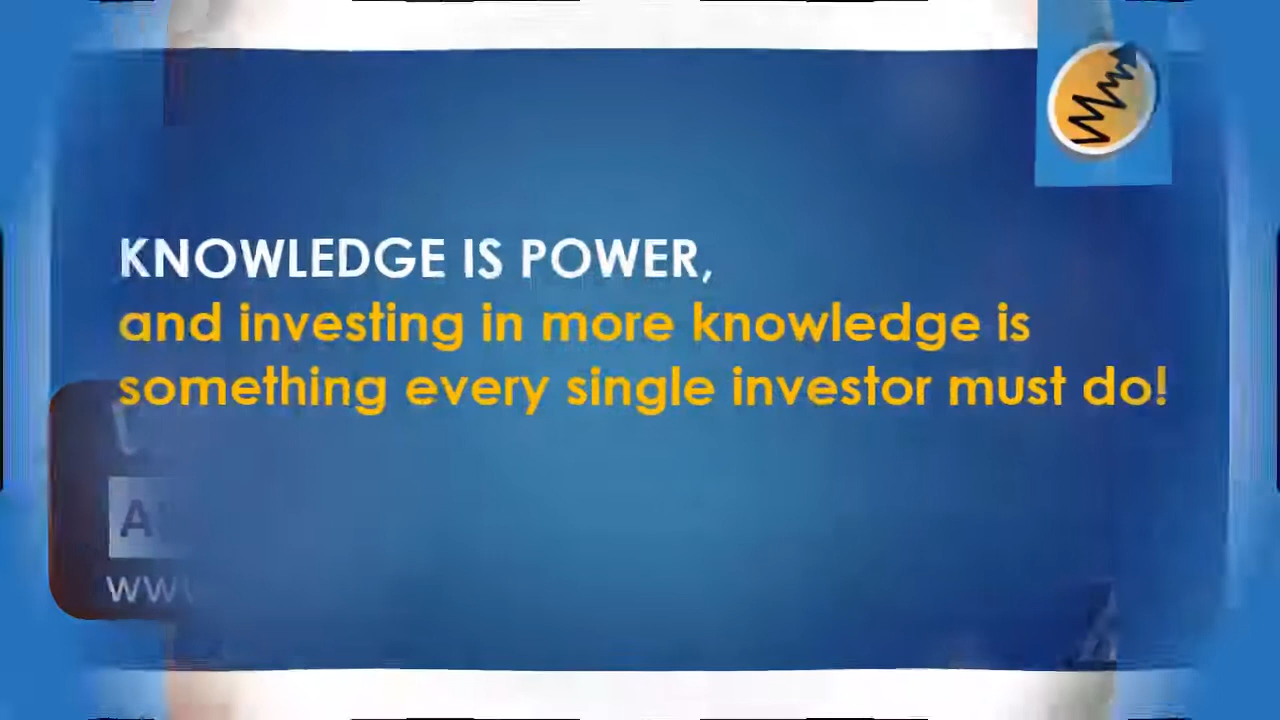 KNOWLEDGE IS POWER,
and investing in more knowledge is
something every single investor must do!